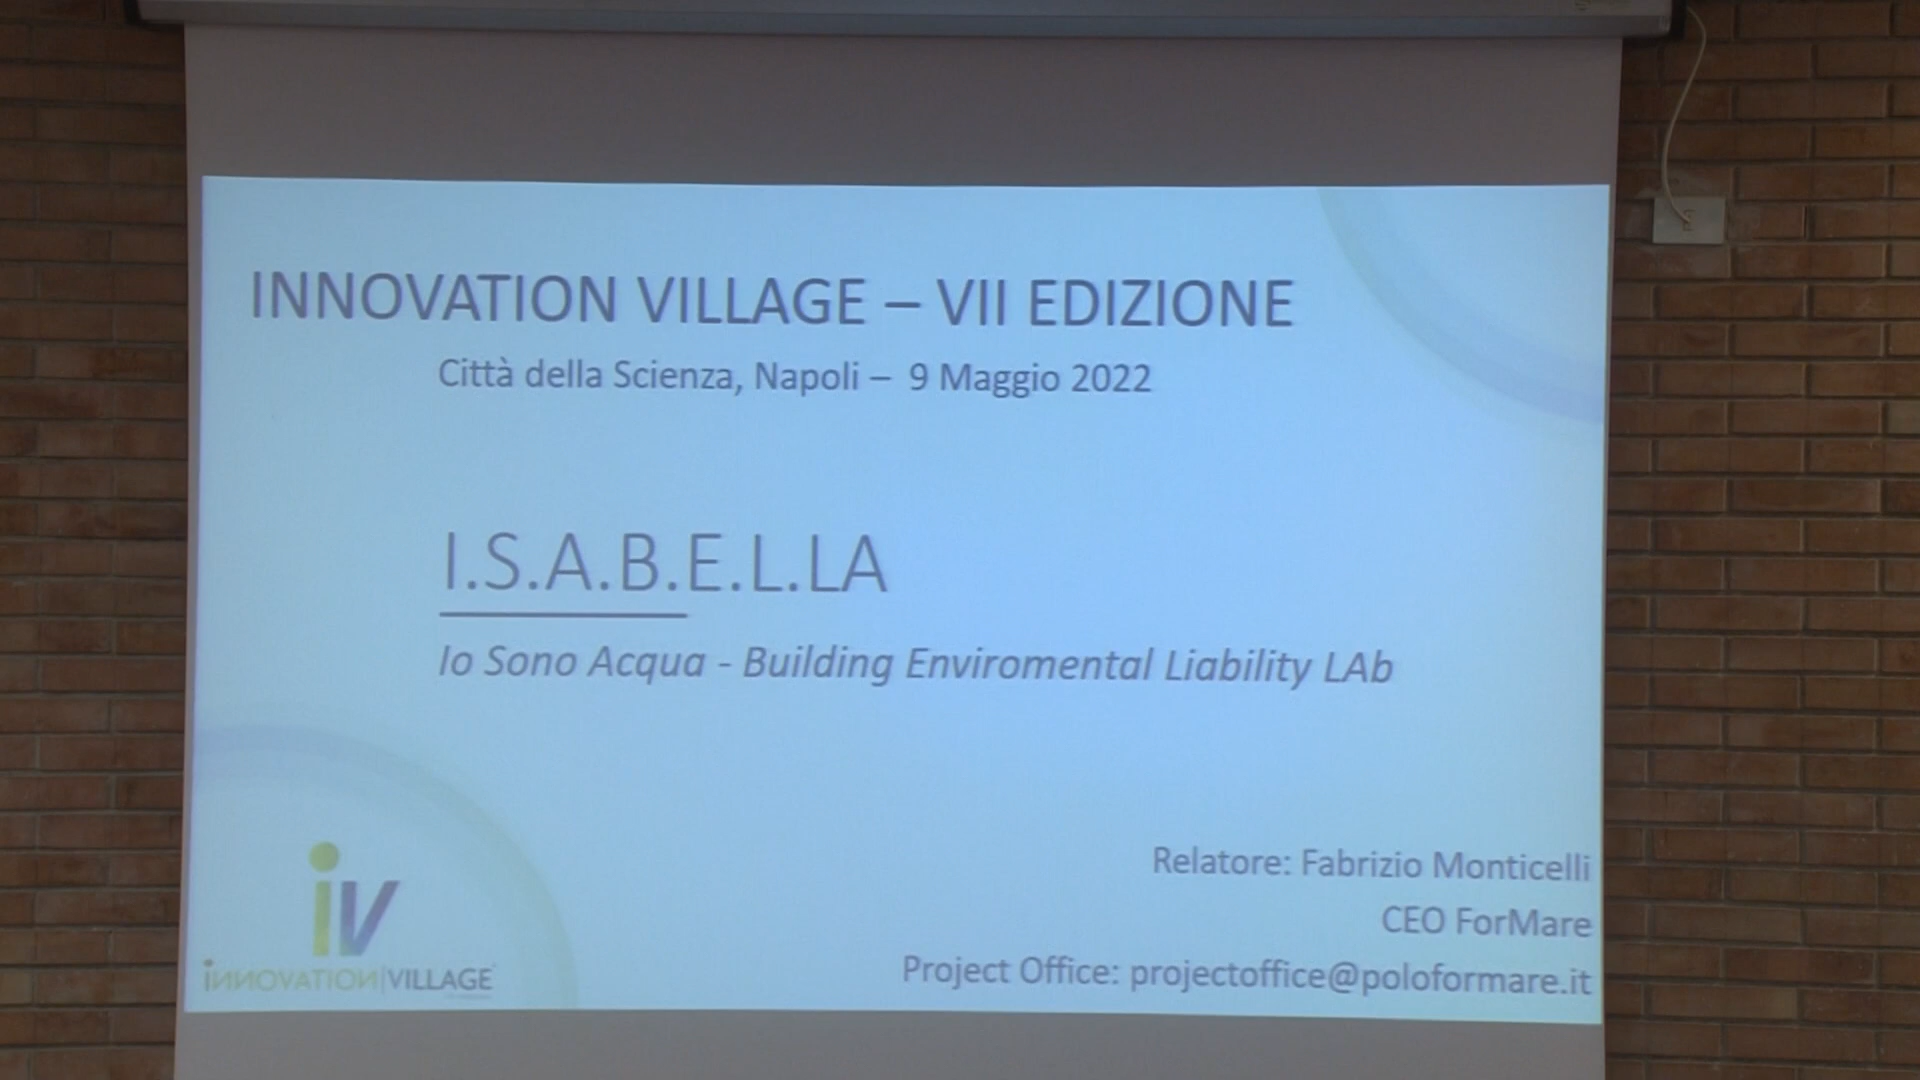 INNOVATION VILLAGE – VII EDIZIONE
Città della Scienza, Napoli – 9 Maggio 2022
I.S.A.B.E.L.LA
Io Sono Acqua - Building Enviromental Liability LAb
Relatore: Fabrizio Monticelli
CEO ForMare
Project Office: projectoffice@poloformare.it
iv
INNOVATION|VILLAGE